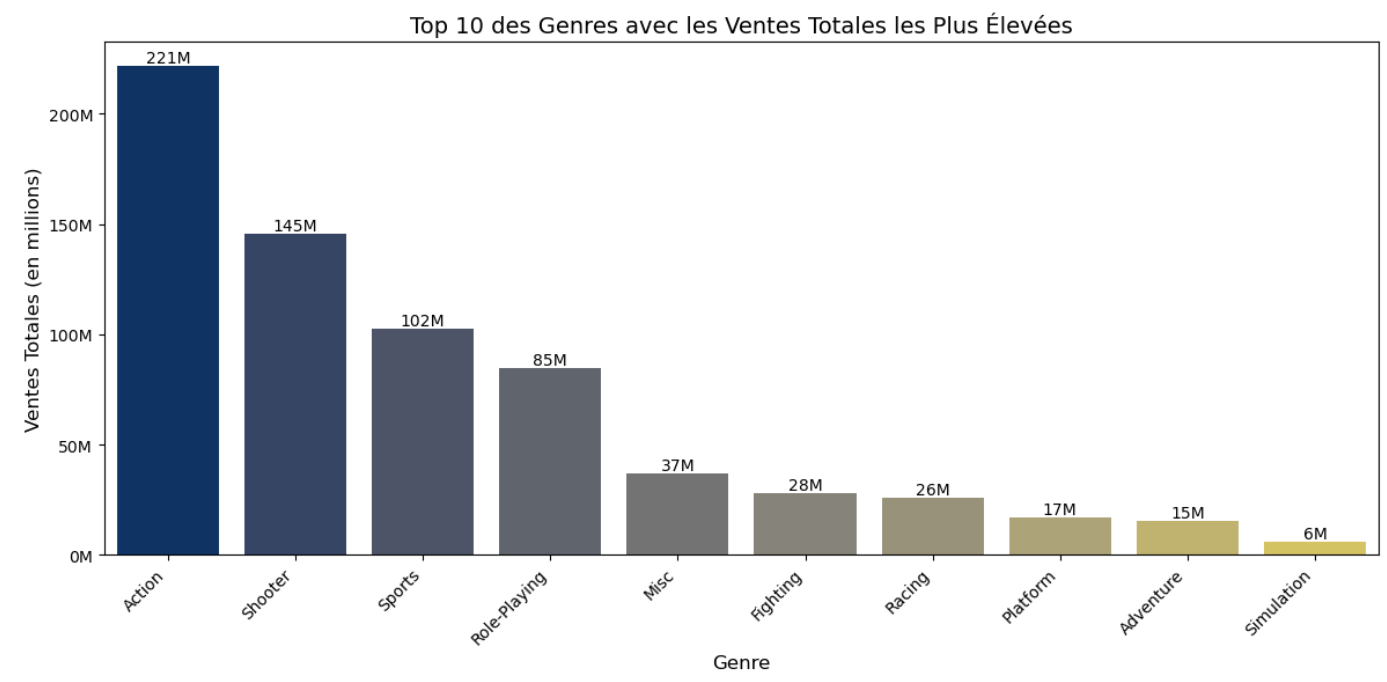 Top 10 des Genres avec les Ventes Totales les Plus Élevées
Ventes Totales (en millions)
200M
150M
100M
50M
0M
221M
145M
102M
85M
37M
28M
26M
17M
15M
6M
Action
Shooter
Sports
Role-Playing
Misc
Fighting
Racing
Platform
Adventure
Simulation
Genre